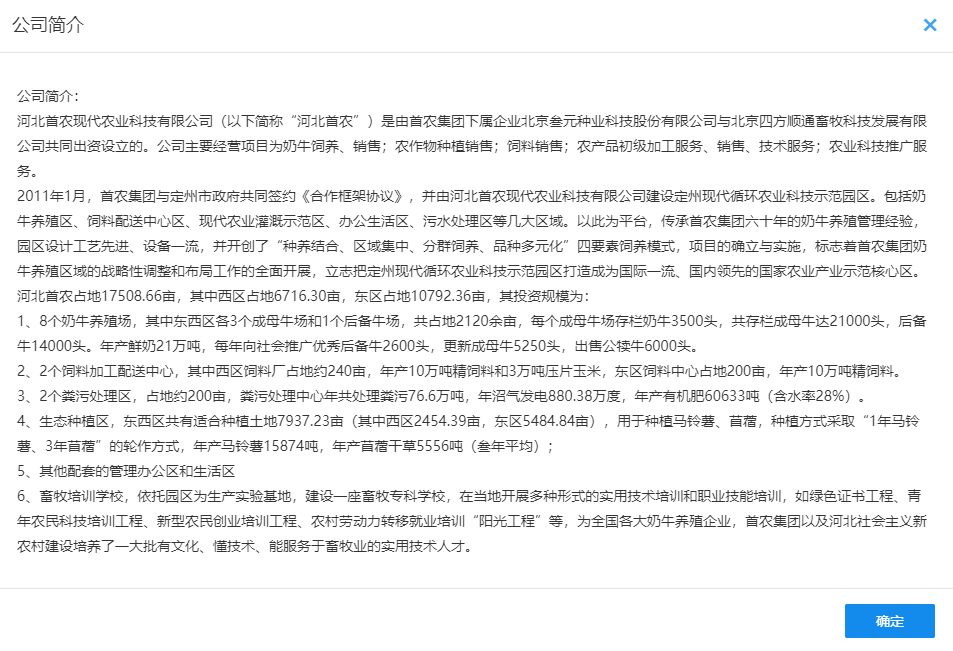 公司简介
公司简介：
河北首农现代农业科技有限公司（以下简称“河北首农”）是由首农集团下属企业北京叁元种业科技股份有限公司与北京四方顺通畜牧科技发展有限
公司共同出资设立的。公司主要经营项目为奶牛饲养、销售；农作物种植销售；饲料销售；农产品初级加工服务、销售、技术服务；农业科技推广服
务。
2011年1月，首农集团与定州市政府共同签约《合作框架协议》，并由河北首农现代农业科技有限公司建设定州现代循环农业科技示范园区。包括奶
牛养殖区、饲料配送中心区、现代农业灌溉示范区、办公生活区、污水处理区等几大区域。以此为平台，传承首农集团六十年的奶牛养殖管理经验，
园区设计工艺先进、设备一流，并开创了“种养结合、区域集中、分群饲养、品种多元化”四要素饲养模式，项目的确立与实施，标志着首农集团奶
牛养殖区域的战略性调整和布局工作的全面开展，立志把定州现代循环农业科技示范园区打造成为国际一流、国内领先的国家农业产业示范核心区。
河北首农占地17508.66亩，其中西区占地6716.30亩，东区占地10792.36亩，其投资规模为：
1、8个奶牛养殖场，其中东西区各3个成母牛场和1个后备牛场，共占地2120余亩，每个成母牛场存栏奶牛3500头，共存栏成母牛达21000头，后备
牛14000头。年产鲜奶21万吨，每年向社会推广优秀后备牛2600头，更新成母牛5250头，出售公犊牛6000头。
2、2个饲料加工配送中心，其中西区饲料厂占地约240亩，年产10万吨精饲料和3万吨压片玉米，东区饲料中心占地200亩，年产10万吨精饲料。
3、2个粪污处理区，占地约200亩，粪污处理中心年共处理粪污76.6万吨，年沼气发电880.38万度，年产有机肥60633吨（含水率28%）。
4、生态种植区，东西区共有适合种植土地7937.23亩（其中西区2454.39亩，东区5484.84亩），用于种植马铃薯、苜蓿，种植方式采取“1年马铃
薯、3年苜蓿”的轮作方式，年产马铃薯15874吨，年产苜蓿干草5556吨（叁年平均）；
5、其他配套的管理办公区和生活区
6、畜牧培训学校，依托园区为生产实验基地，建设一座畜牧专科学校，在当地开展多种形式的实用技术培训和职业技能培训，如绿色证书工程、青
年农民科技培训工程、新型农民创业培训工程、农村劳动力转移就业培训“阳光工程”等，为全国各大奶牛养殖企业，首农集团以及河北社会主义新
农村建设培养了一大批有文化、懂技术、能服务于畜牧业的实用技术人才。
确定